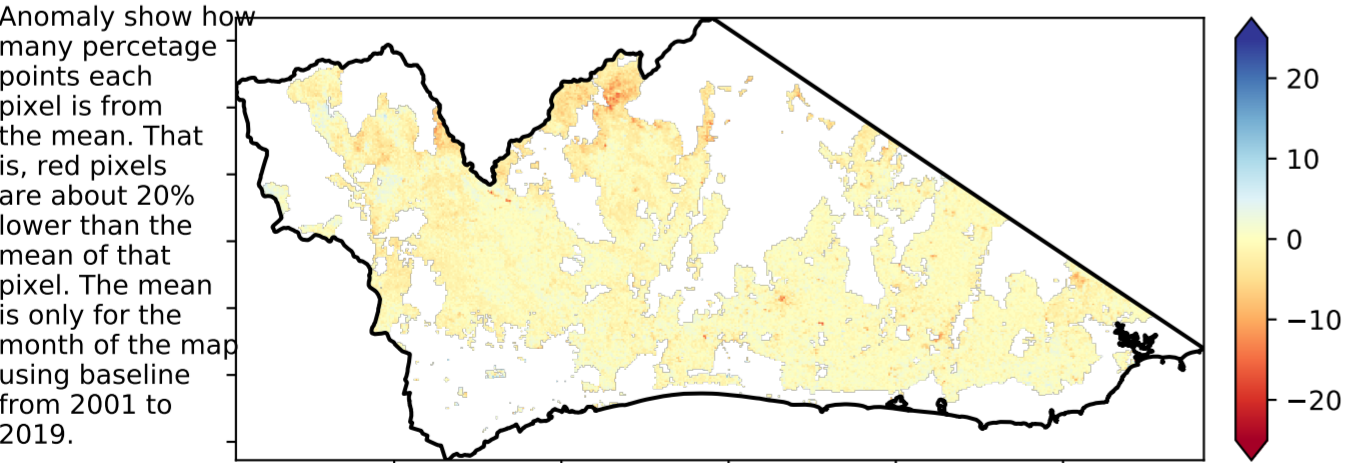 Anomaly show how
many percetage
points each
pixel is from
the mean. That
is, red pixels
are about 20%
lower than the
mean of that
pixel. The mean
is only for the
month of the map
using baseline
from 2001 to
2019.
20
10
0
−10
−20